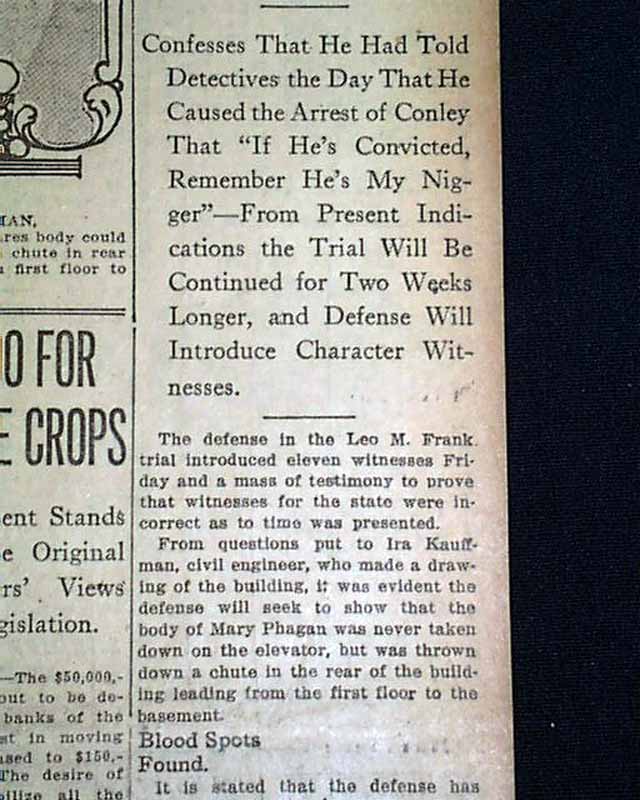 MAN,
res body could
chute in rear
first floor to
O FOR
E CROPS
ent Stands
e Original
rs' Views
gislation.
—The $50,000,-
out to be de-
banks of the
st in moving
ased to $150,-
The desire of
bilize all the
Confesses That He Had Told
Detectives the Day That He
Caused the Arrest of Conley
That "If He's Convicted,
Remember He's My Nig-
ger"—From Present Indi-
cations the Trial Will Be
Continued for Two Weeks
Longer, and Defense Will
Introduce Character Wit-
nesses.
The defense in the Leo M. Frank
trial introduced eleven witnesses Fri-
day and a mass of testimony to prove
that witnesses for the state were in-
correct as to time was presented.
From questions put to Ira Kauff-
man, civil engineer, who made a draw-
ing of the building, it was evident the
defense will seek to show that the
body of Mary Phagan was never taken
down on the elevator, but was thrown
down a chute in the rear of the build-
ing leading from the first floor to the
basement.
Blood Spots
Found.
It is stated that the defense has